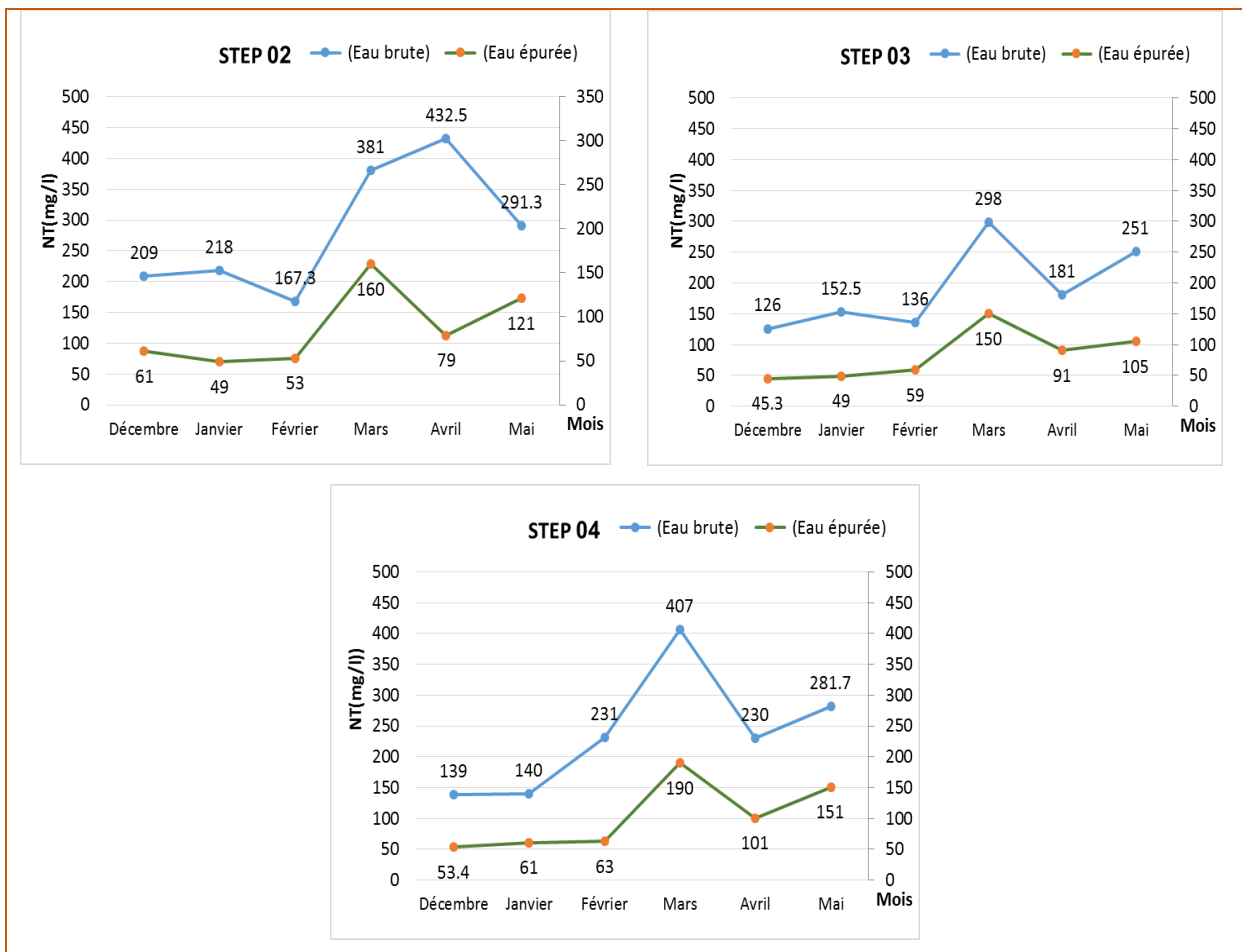 STEP 02 (Eau brute) (Eau épurée)
NT(mg/l)
500 450 400 350 300 250 200 150 100 50 0
350 300 250 200 150 100 50 0
209 218 167.3 381 432.5 291.3
61 49 53 160 79 121
Décembre Janvier Février Mars Avril Mai Mois
STEP 03 (Eau brute) (Eau épurée)
NT(mg/l)
500 450 400 350 300 250 200 150 100 50 0
500 450 400 350 300 250 200 150 100 50 0
126 152.5 136 298 181 251
45.3 49 59 150 91 105
Décembre Janvier Février Mars Avril Mai Mois
STEP 04 (Eau brute) (Eau épurée)
NT(mg/l))
500 450 400 350 300 250 200 150 100 50 0
500 450 400 350 300 250 200 150 100 50 0
139 140 231 407 230 281.7
53.4 61 63 190 101 151
Décembre Janvier Février Mars Avril Mai Mois